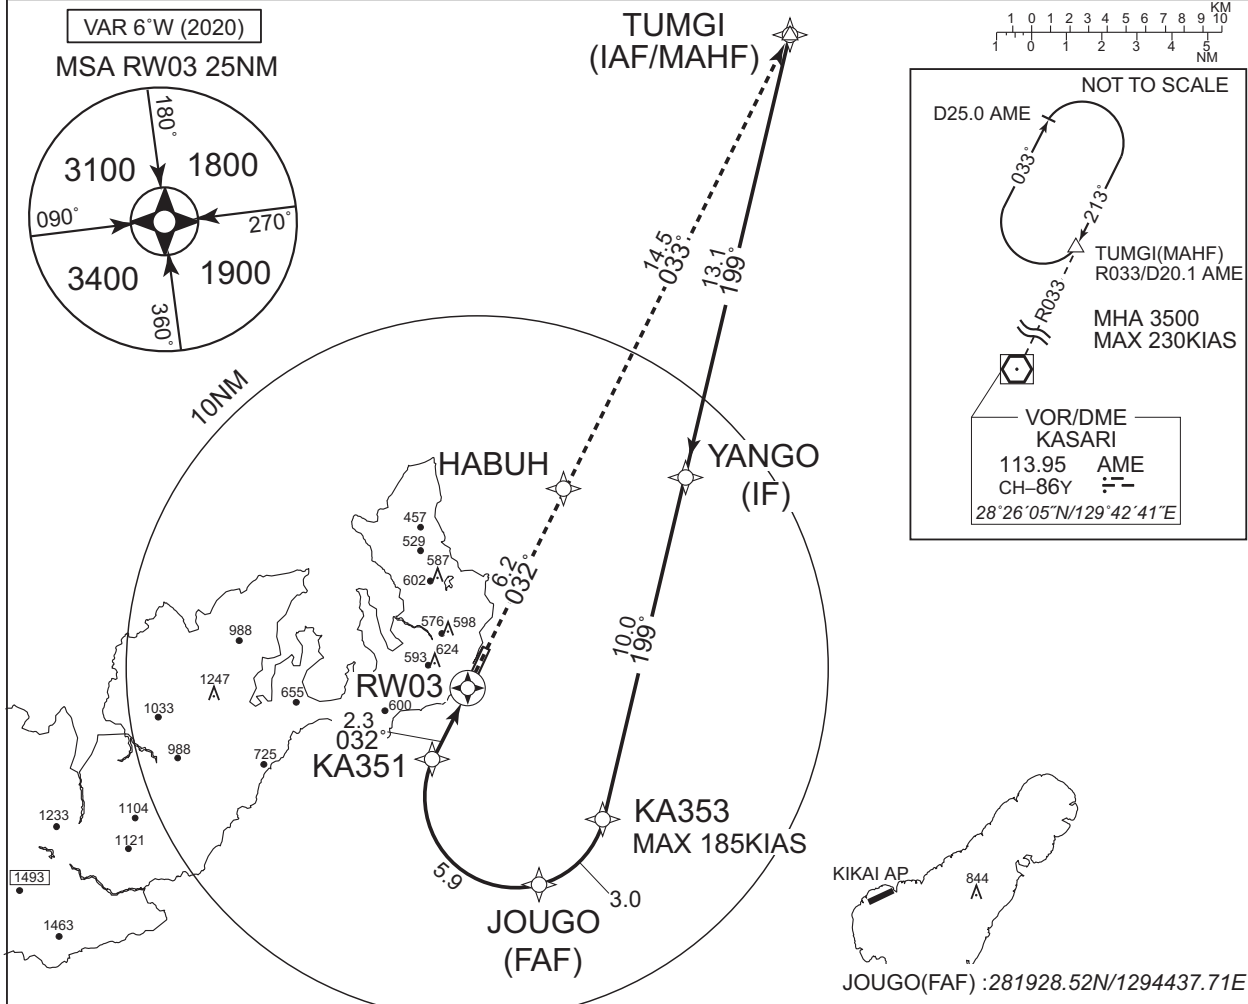 VAR 6°W (2020)
MSA RW03 25NM
180°
3100
1800
090°
270°
3400
1900
360°
TUMGI
(IAF/MAHF)
KM
1 0 1 2 3 4 5 6 7 8 9 10
1 0 1 2 3 4 5
NM
NOT TO SCALE
D25.0 AME
033°
213°
TUMGI(MAHF)
R033/D20.1 AME
R033
MHA 3500
MAX 230KIAS
VOR/DME
KASARI
113.95 AME
CH–86Y
28°26´05˝N/129°42´41˝E
14.5
033°
13.1
199°
10NM
HABUH
YANGO
(IF)
457
529
587
602
6.2
032°
576
598
624
593
10.0
199°
988
1247
655
600
1033
RW03
2.3
032°
988
725
KA351
1233
1104
1121
KA353
MAX 185KIAS
1493
1463
5.9
3.0
JOUGO
(FAF)
KIKAI AP
844
JOUGO(FAF) :281928.52N/1294437.71E